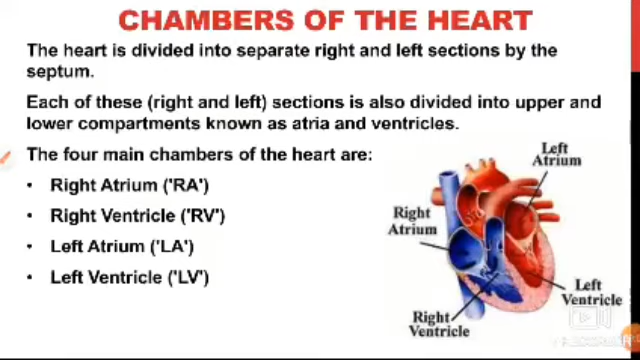 CHAMBERS OF THE HEART
The heart is divided into separate right and left sections by the
septum.
Each of these (right and left) sections is also divided into upper and
lower compartments known as atria and ventricles.
The four main chambers of the heart are:
• Right Atrium ('RA')
• Right Ventricle ('RV')
• Left Atrium ('LA')
• Left Ventricle ('LV')
Left
Atrium
Right
Atrium
Left
Ventricle
Right
Ventricle